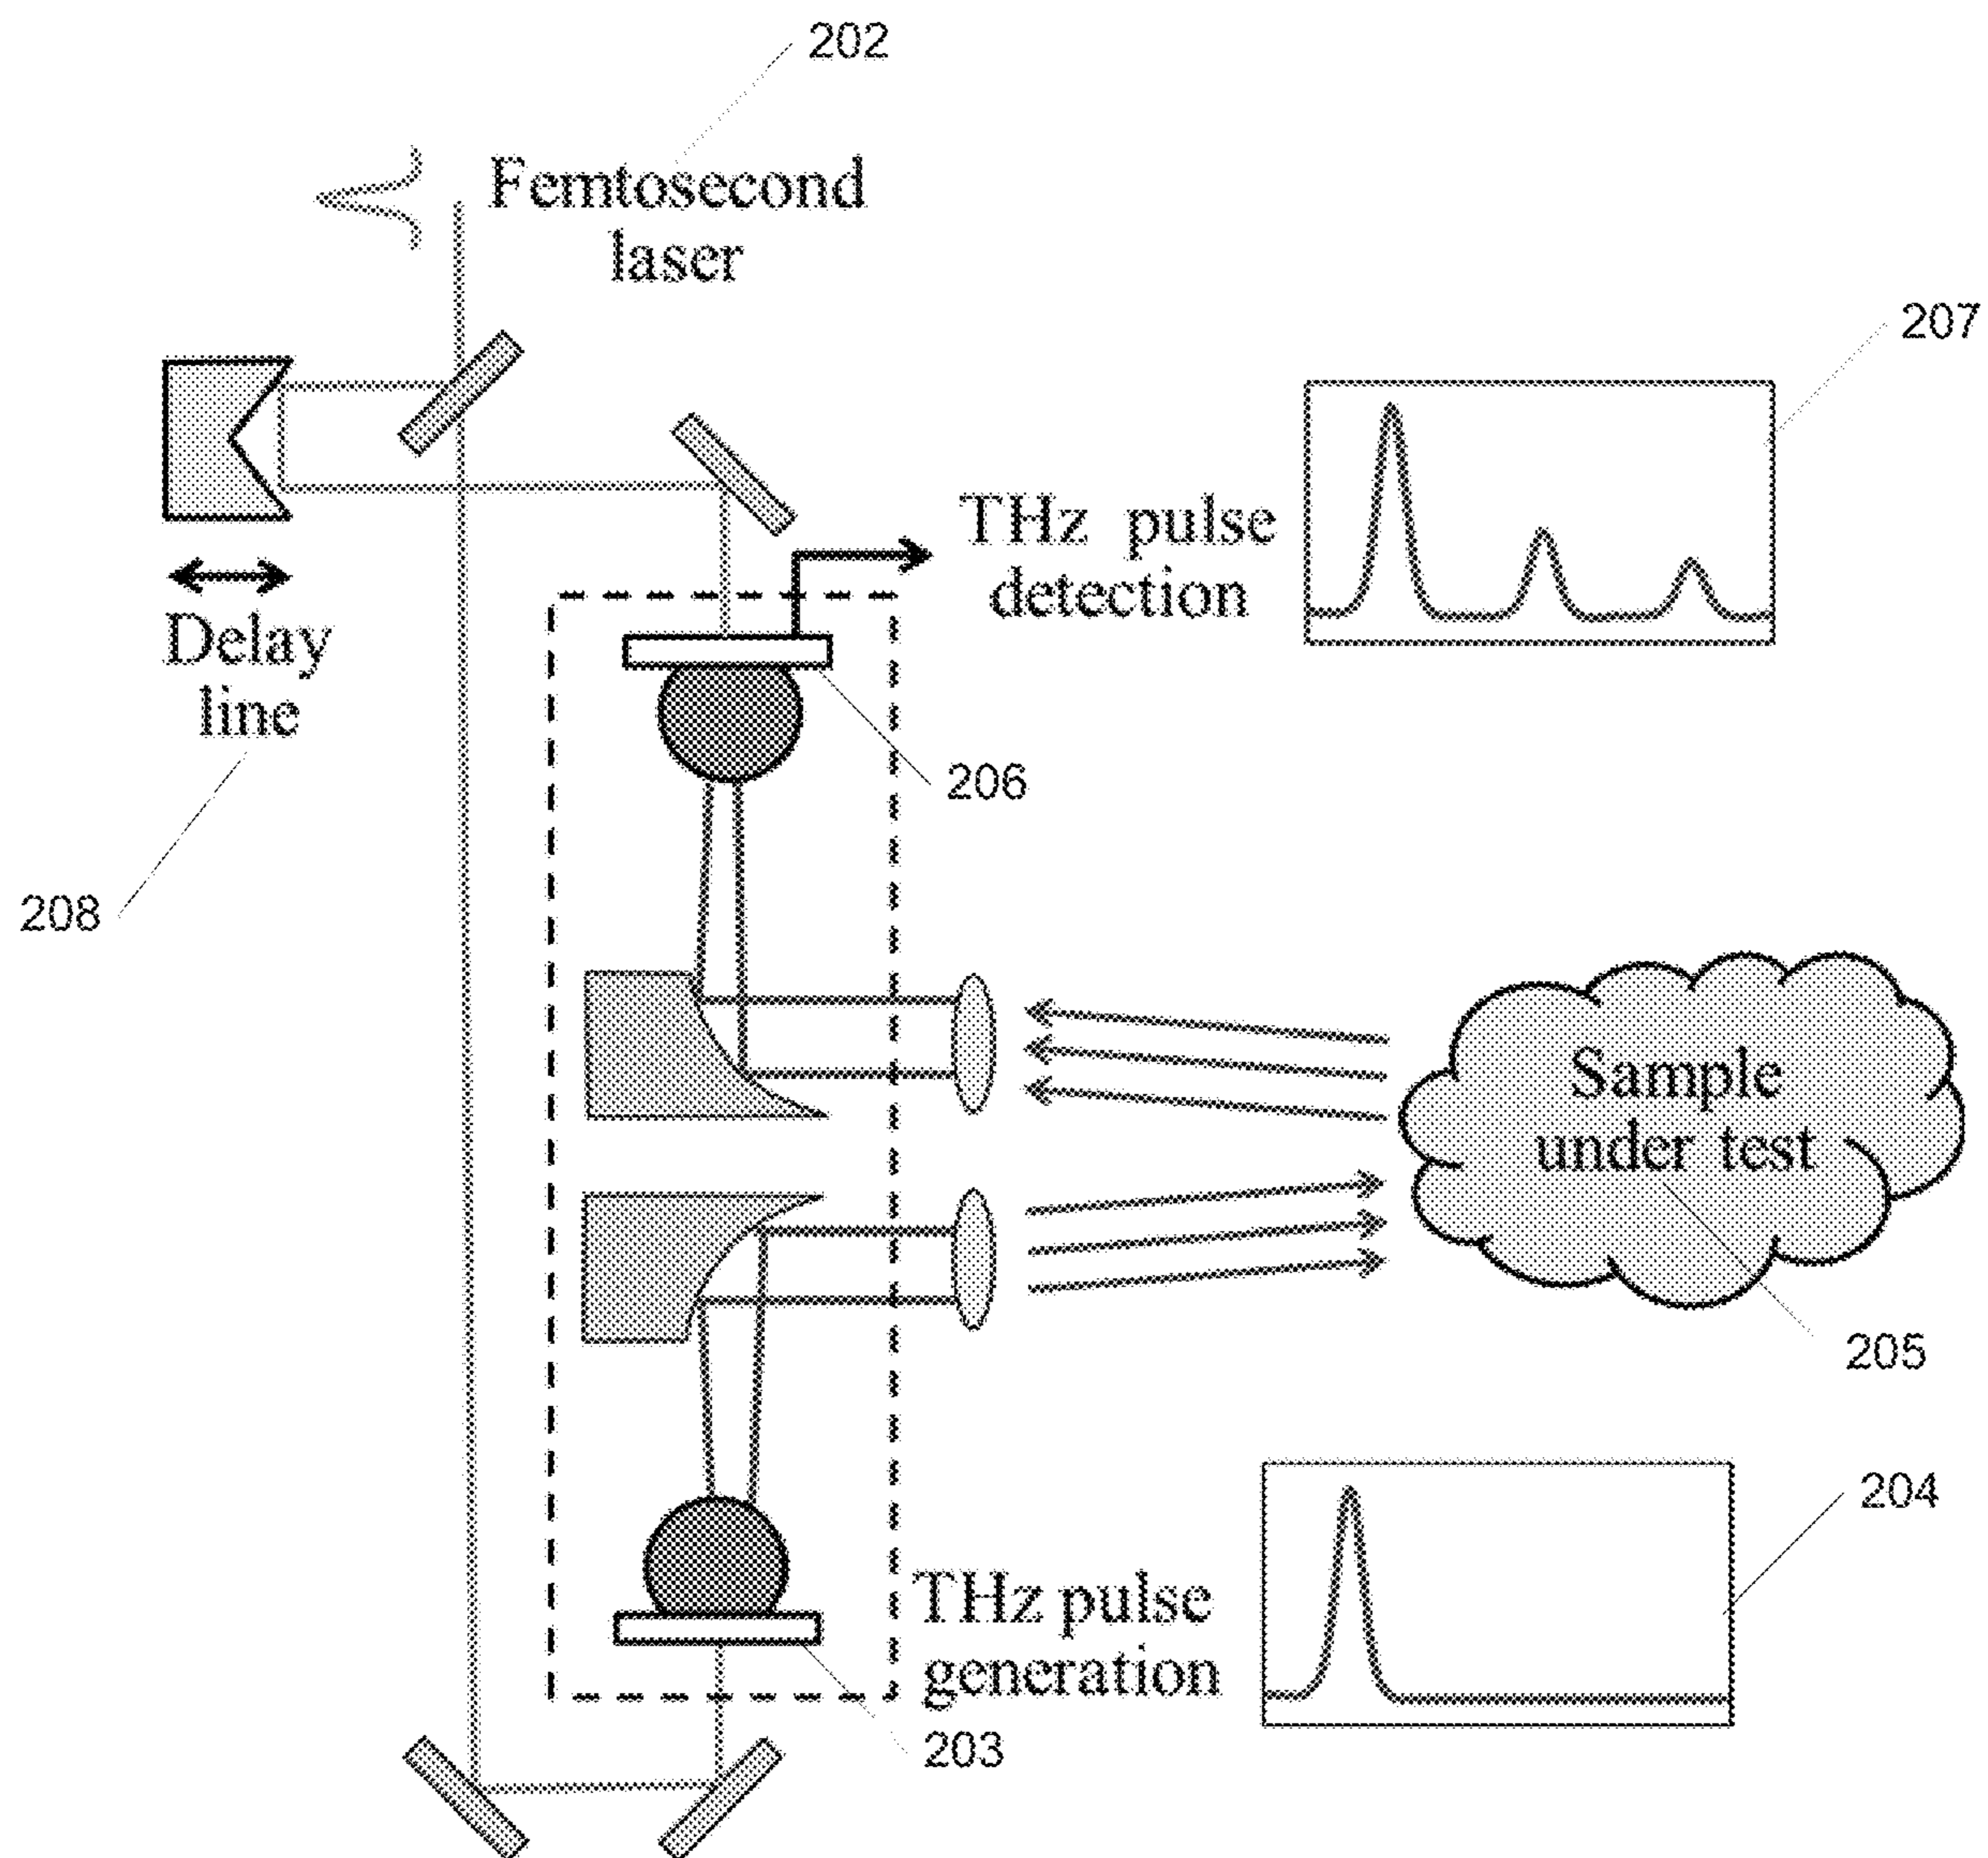 202
Femtosecond
laser
207
THz pulse
detection
Delay
line
206
208
Sample
under test
205
204
THz pulse
generation
203